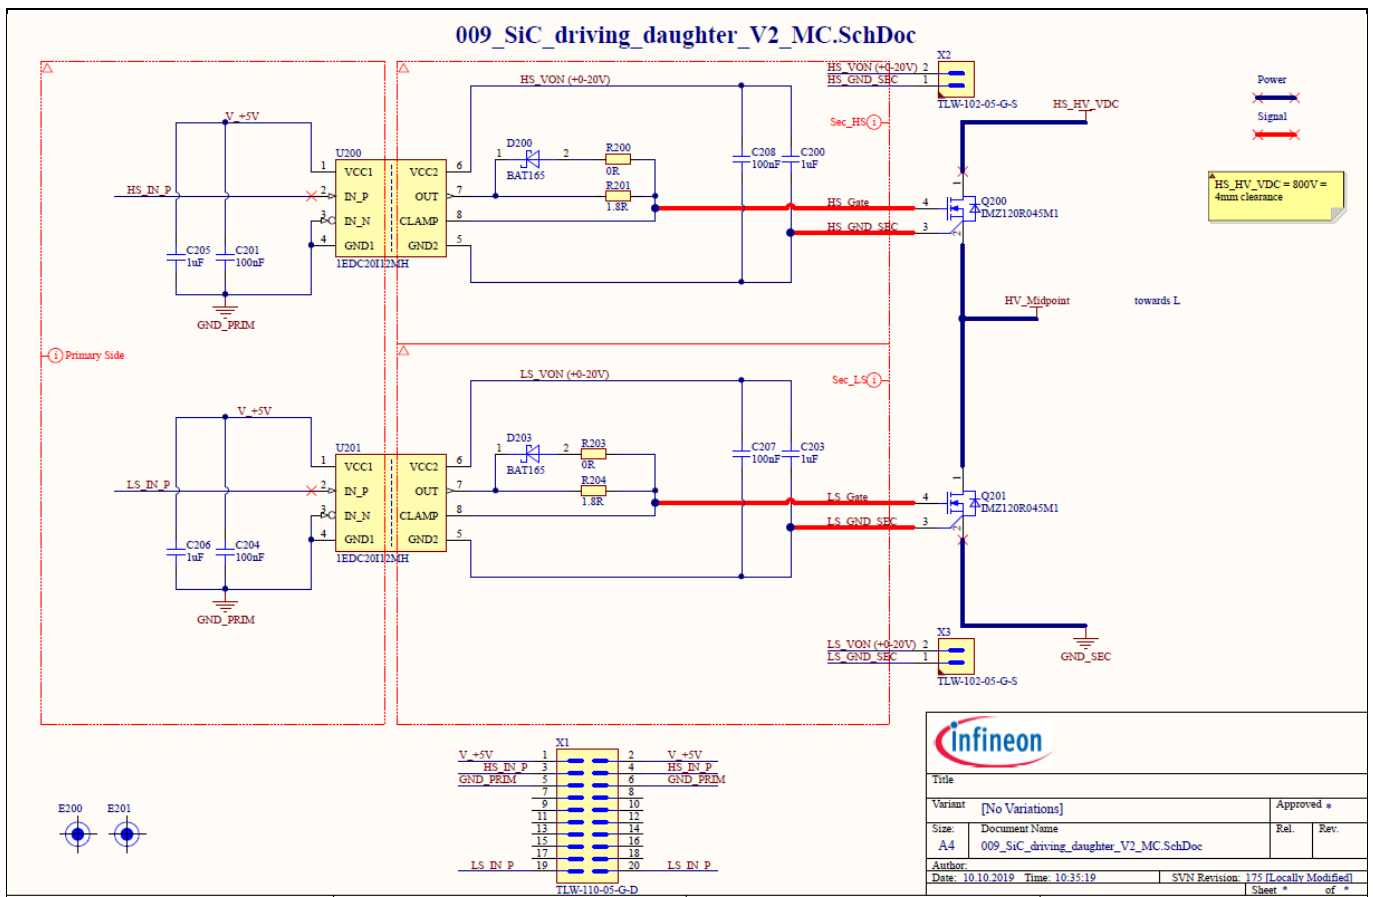 009_SiC_driving_daughter_V2_MC.SchDoc
X2
HS_VON (+0-20V) 2
HS_GND_SEC 1
TLW-102-05-G-S
Power
Signal
HS_HV_VDC
HS_HV_VDC = 800V =
4mm clearance
HS_VON (+0-20V)
Sec_HS i
V_+5V
U200
1 VCC1
VCC2 6
HS_IN_P
2 IN_P
OUT 7
3 IN_N
CLAMP 8
4 GND1
GND2 5
1EDC20I12MH
D200
1 2
BAT165
R200
0R
R201
1.8R
C208
100nF
C200
1uF
HS_Gate 4
HS_GND_SEC 3
1
Q200
IMZ120R045M1
2
C205
1uF
C201
100nF
GND_PRIM
HV_Midpoint
towards L
i Primary Side
LS_VON (+0-20V)
Sec_LS i
V_+5V
U201
1 VCC1
VCC2 6
LS_IN_P
2 IN_P
OUT 7
3 IN_N
CLAMP 8
4 GND1
GND2 5
1EDC20I12MH
D203
1 2
BAT165
R203
0R
R204
1.8R
C207
100nF
C203
1uF
LS_Gate 4
LS_GND_SEC 3
1
Q201
IMZ120R045M1
2
C206
1uF
C204
100nF
GND_PRIM
X3
LS_VON (+0-20V) 2
LS_GND_SEC 1
TLW-102-05-G-S
GND_SEC
X1
V_+5V 1 2 V_+5V
HS_IN_P 3 4 HS_IN_P
GND_PRIM 5 6 GND_PRIM
7 8
9 10
11 12
13 14
15 16
17 18
LS_IN_P 19 20 LS_IN_P
TLW-110-05-G-D
E200 E201
infineon
Title
Variant [No Variations] Approved *
Size: Document Name Rel. Rev.
A4 009_SiC_driving_daughter_V2_MC.SchDoc
Author:
Date: 10.10.2019 Time: 10:35:19 SVN Revision: 175 [Locally Modified]
Sheet * of *